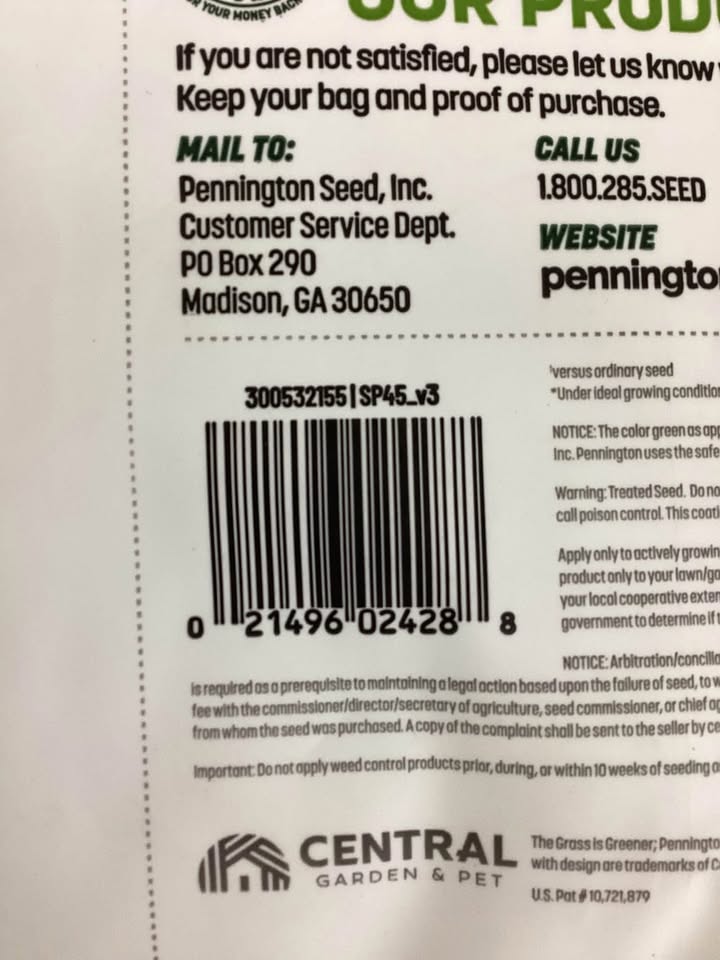 OR YOUR MONEY BACK
OUR PRODU
If you are not satisfied, please let us know
Keep your bag and proof of purchase.
MAIL TO:
Pennington Seed, Inc.
Customer Service Dept.
PO Box 290
Madison, GA 30650
CALL US
1.800.285.SEED
WEBSITE
pennington
300532155 | SP45_v3
0 21496 02428 8
¹versus ordinary seed
*Under ideal growing condition
NOTICE: The color green as app
Inc. Pennington uses the safe
Warning: Treated Seed. Do no
call poison control. This coati
Apply only to actively growin
product only to your lawn/ga
your local cooperative exten
government to determine if t
NOTICE: Arbitration/concilia
is required as a prerequisite to maintaining a legal action based upon the failure of seed, to w
fee with the commissioner/director/secretary of agriculture, seed commissioner, or chief ag
from whom the seed was purchased. A copy of the complaint shall be sent to the seller by ce
Important: Do not apply weed control products prior, during, or within 10 weeks of seeding a
CENTRAL
GARDEN & PET
The Grass Is Greener; Penningto
with design are trademarks of C
U.S. Pat # 10,721,879